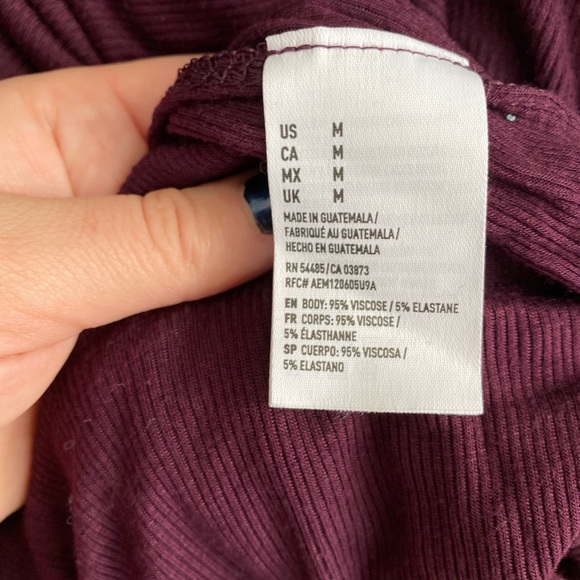 US M
CA M
MX M
UK M
MADE IN GUATEMALA/
FABRIQUÉ AU GUATEMALA/
HECHO EN GUATEMALA
RN 54485/CA 03873
RFC# AEM120605U9A
EN BODY: 95% VISCOSE / 5% ELASTANE
FR CORPS: 95% VISCOSE /
5% ÉLASTHANNE
SP CUERPO: 95% VISCOSA /
5% ELASTANO